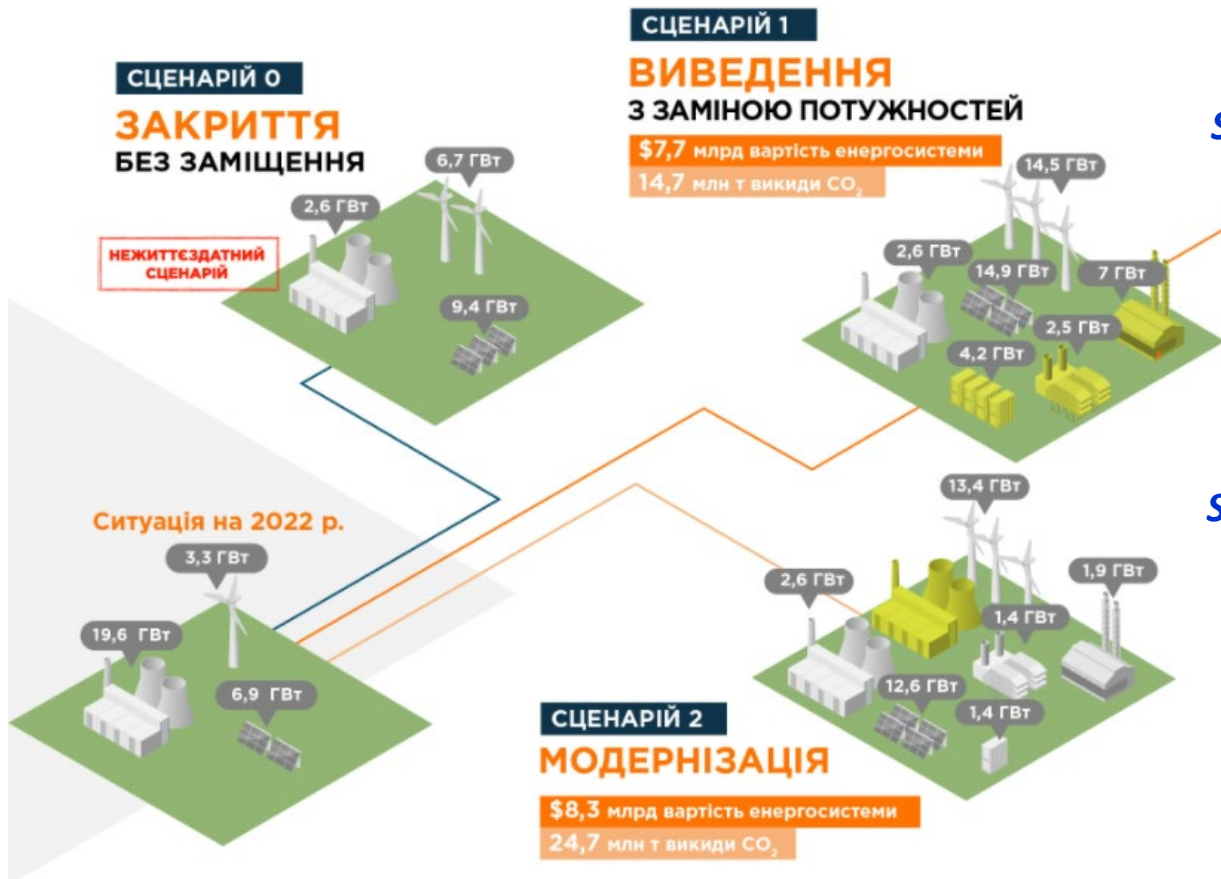 СЦЕНАРІЙ 0
ЗАКРИТТЯ
БЕЗ ЗАМІЩЕННЯ
6,7 ГВт
2,6 ГВт
НЕЖИТТЄЗДАТНИЙ
СЦЕНАРІЙ
9,4 ГВт
СЦЕНАРІЙ 1
ВИВЕДЕННЯ
З ЗАМІНОЮ ПОТУЖНОСТЕЙ
$7,7 млрд вартість енергосистеми
14,7 млн т викиди CO₂
14,5 ГВт
2,6 ГВт
14,9 ГВт
7 ГВт
2,5 ГВт
4,2 ГВт
S
Ситуація на 2022 р.
3,3 ГВт
19,6 ГВт
6,9 ГВт
13,4 ГВт
S
2,6 ГВт
1,9 ГВт
1,4 ГВт
12,6 ГВт
1,4 ГВт
СЦЕНАРІЙ 2
МОДЕРНІЗАЦІЯ
$8,3 млрд вартість енергосистеми
24,7 млн т викиди CO₂